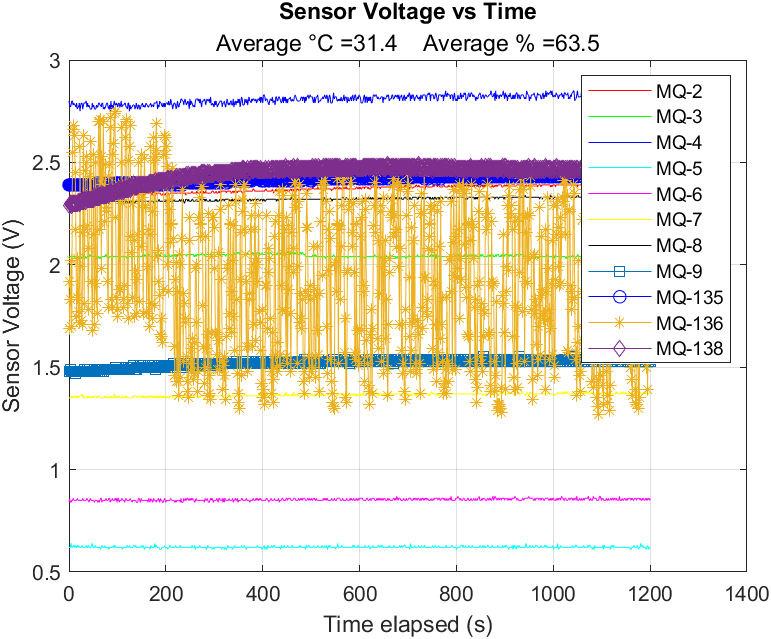 Sensor Voltage vs Time
Average °C =31.4 Average % =63.5
Sensor Voltage (V)
3
2.5
2
1.5
1
0.5
MQ-2
MQ-3
MQ-4
MQ-5
MQ-6
MQ-7
MQ-8
MQ-9
MQ-135
MQ-136
MQ-138
0 200 400 600 800 1000 1200 1400
Time elapsed (s)